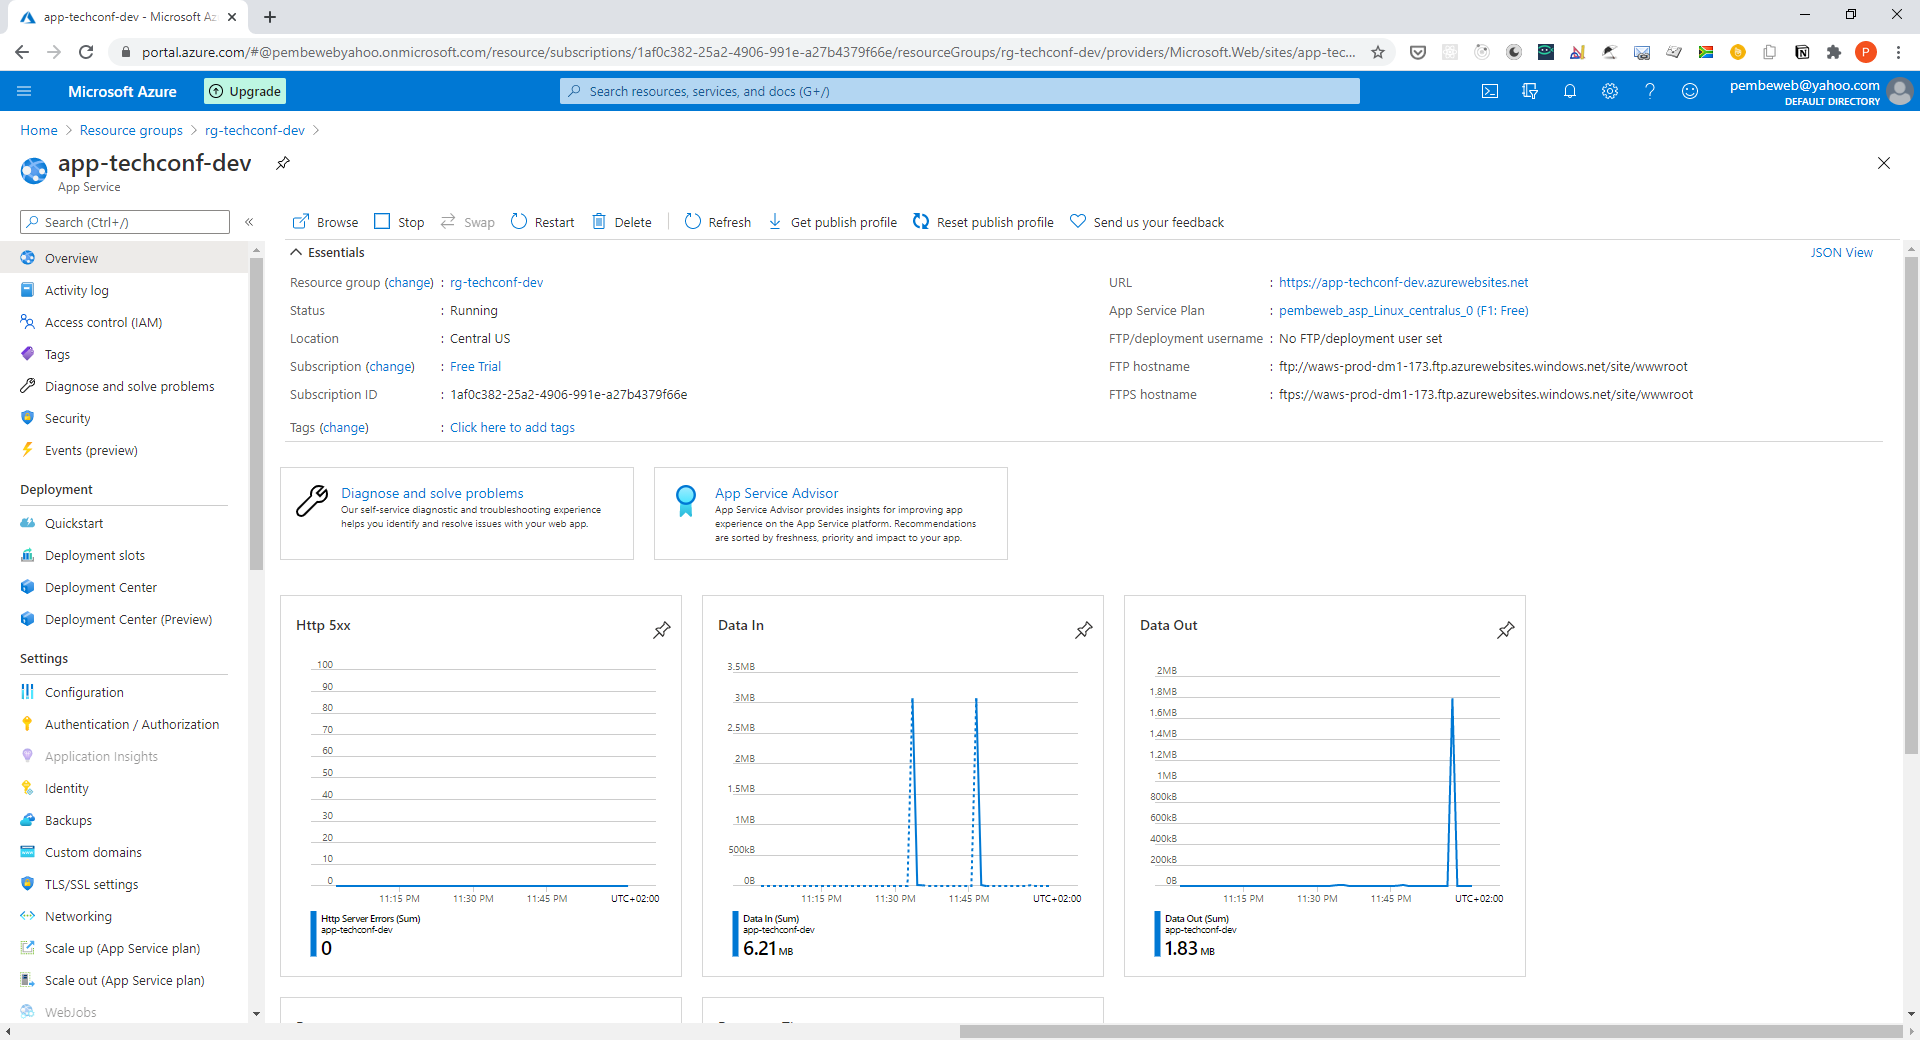 app-techconf-dev - Microsoft Az
portal.azure.com/#@pembewebyahoo.onmicrosoft.com/resource/subscriptions/1af0c382-25a2-4906-991e-a27b4379f66e/resourceGroups/rg-techconf-dev/providers/Microsoft.Web/sites/app-tec...
P
Microsoft Azure
Upgrade
Search resources, services, and docs (G+/)
pembeweb@yahoo.com
DEFAULT DIRECTORY
Home > Resource groups > rg-techconf-dev >
app-techconf-dev
App Service
Search (Ctrl+/)
Overview
Activity log
Access control (IAM)
Tags
Diagnose and solve problems
Security
Events (preview)
Deployment
Quickstart
Deployment slots
Deployment Center
Deployment Center (Preview)
Settings
Configuration
Authentication / Authorization
Application Insights
Identity
Backups
Custom domains
TLS/SSL settings
Networking
Scale up (App Service plan)
Scale out (App Service plan)
WebJobs
Browse Stop Swap Restart Delete Refresh Get publish profile Reset publish profile Send us your feedback
Essentials
JSON View
Resource group (change) : rg-techconf-dev
Status : Running
Location : Central US
Subscription (change) : Free Trial
Subscription ID : 1af0c382-25a2-4906-991e-a27b4379f66e
Tags (change) : Click here to add tags
URL : https://app-techconf-dev.azurewebsites.net
App Service Plan : pembeweb_asp_Linux_centralus_0 (F1: Free)
FTP/deployment username : No FTP/deployment user set
FTP hostname : ftp://waws-prod-dm1-173.ftp.azurewebsites.windows.net/site/wwwroot
FTPS hostname : ftps://waws-prod-dm1-173.ftp.azurewebsites.windows.net/site/wwwroot
Diagnose and solve problems
Our self-service diagnostic and troubleshooting experience
helps you identify and resolve issues with your web app.
App Service Advisor
App Service Advisor provides insights for improving app
experience on the App Service platform. Recommendations
are sorted by freshness, priority and impact to your app.
Http 5xx
100
90
80
70
60
50
40
30
20
10
0
11:15 PM 11:30 PM 11:45 PM UTC+02:00
Http Server Errors (Sum)
app-techconf-dev
0
Data In
3.5MB
3MB
2.5MB
2MB
1.5MB
1MB
500kB
0B
11:15 PM 11:30 PM 11:45 PM UTC+02:00
Data In (Sum)
app-techconf-dev
6.21 MB
Data Out
2MB
1.8MB
1.6MB
1.4MB
1.2MB
1MB
800kB
600kB
400kB
200kB
0B
11:15 PM 11:30 PM 11:45 PM UTC+02:00
Data Out (Sum)
app-techconf-dev
1.83 MB